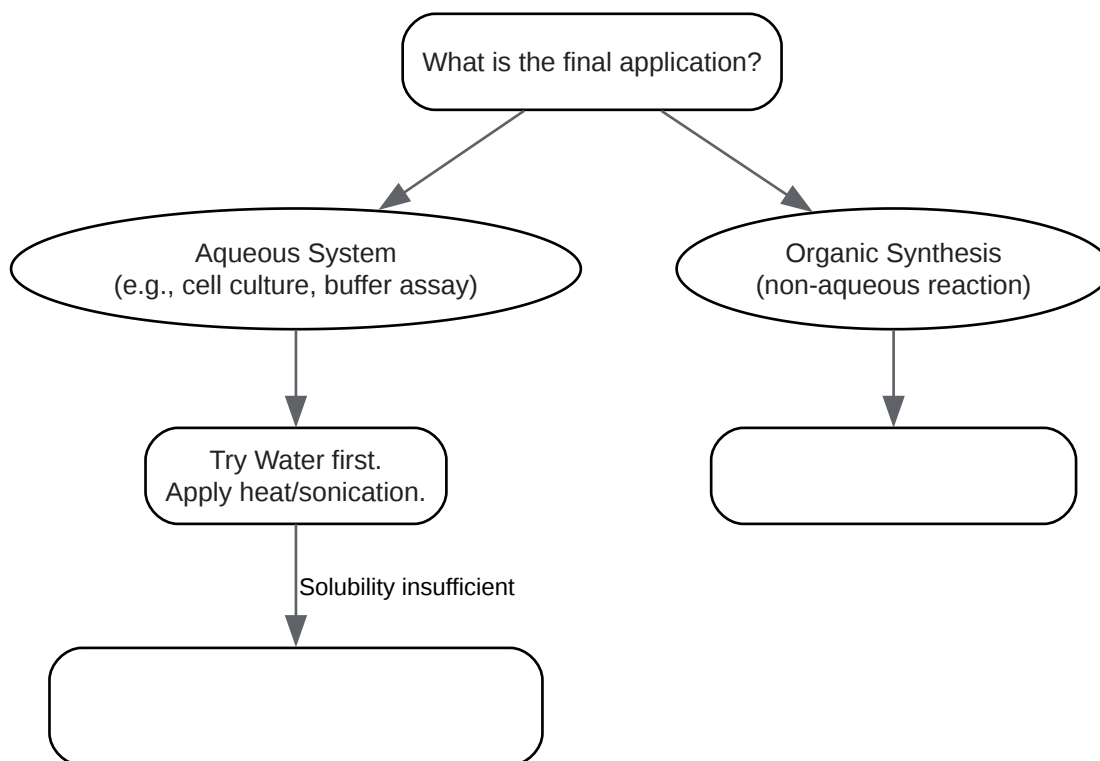 What is the final application?
Aqueous System
(e.g., cell culture, buffer assay)
Organic Synthesis
(non-aqueous reaction)
Try Water first.
Apply heat/sonication.
Solubility insufficient